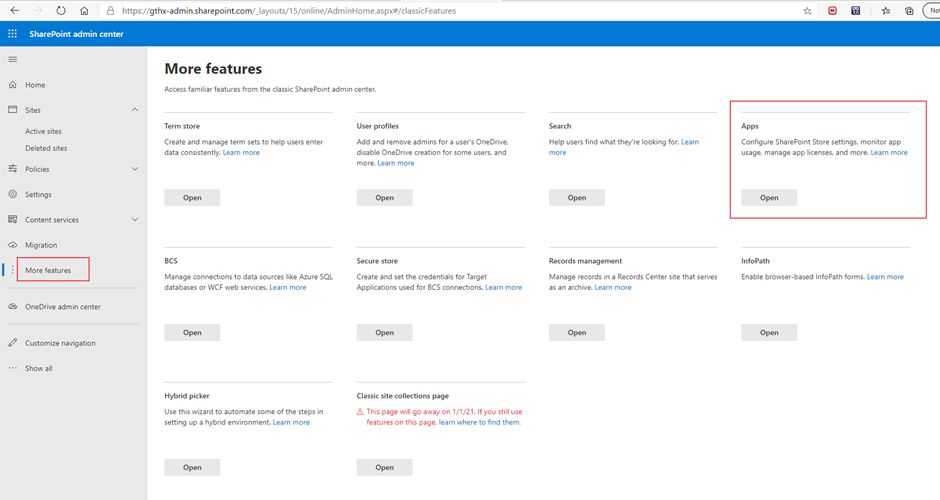 https://gthx-admin.sharepoint.com/_layouts/15/online/AdminHome.aspx#/classicFeatures
Not
SharePoint admin center
Home
Sites
Active sites
Deleted sites
Policies
Settings
Content services
Migration
More features
OneDrive admin center
Customize navigation
Show all
More features
Access familiar features from the classic SharePoint admin center.
Term store
Create and manage term sets to help users enter
data consistently. Learn more
Open
User profiles
Add and remove admins for a user's OneDrive,
disable OneDrive creation for some users, and
more. Learn more
Open
Search
Help users find what they're looking for. Learn
more
Open
Apps
Configure SharePoint Store settings, monitor app
usage, manage app licenses, and more. Learn more
Open
BCS
Manage connections to data sources like Azure SQL
databases or WCF web services. Learn more
Open
Secure store
Create and set the credentials for Target
Applications used for BCS connections. Learn more
Open
Records management
Manage records in a Records Center site that serves
as an archive. Learn more
Open
InfoPath
Enable browser-based InfoPath forms. Learn more
Open
Hybrid picker
Use this wizard to automate some of the steps in
setting up a hybrid environment. Learn more
Open
Classic site collections page
This page will go away on 1/1/21. If you still use
features on this page, learn where to find them.
Open